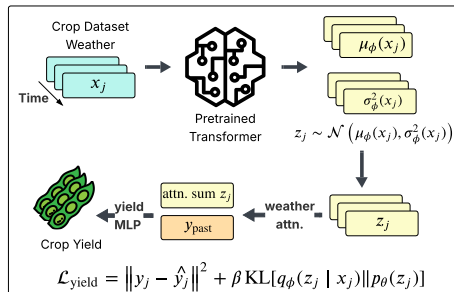 Crop Dataset
Weather
x_j
Time
Pretrained
Transformer
μ_ϕ(x_j)
σ²_ϕ(x_j)
z_j ∼ 𝒩 (μ_ϕ(x_j), σ²_ϕ(x_j))
z_j
weather
attn.
attn. sum z_j
y_past
yield
MLP
Crop Yield
ℒ_yield = ‖y_j − ŷ_j‖² + β KL[q_ϕ(z_j | x_j)‖p_θ(z_j)]